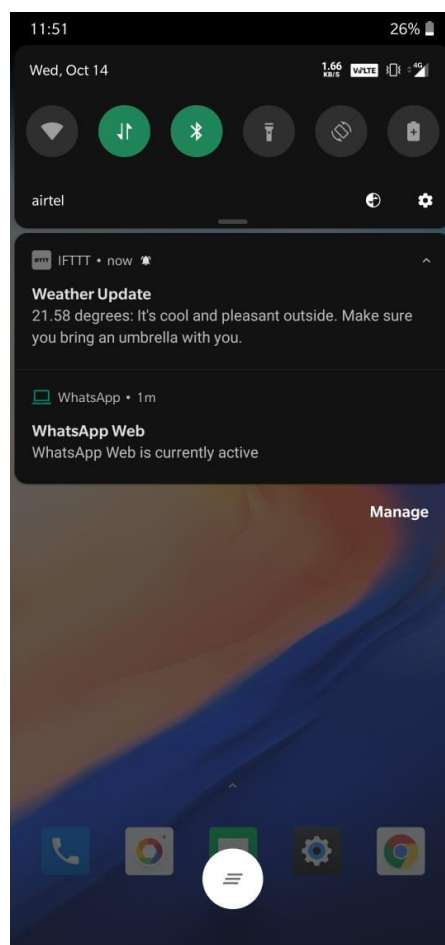 11:51 26%
Wed, Oct 14 1.66 KB/S VoLTE 4G
airtel
IFTTT IFTTT • now
Weather Update
21.58 degrees: It's cool and pleasant outside. Make sure
you bring an umbrella with you.
WhatsApp • 1m
WhatsApp Web
WhatsApp Web is currently active
Manage